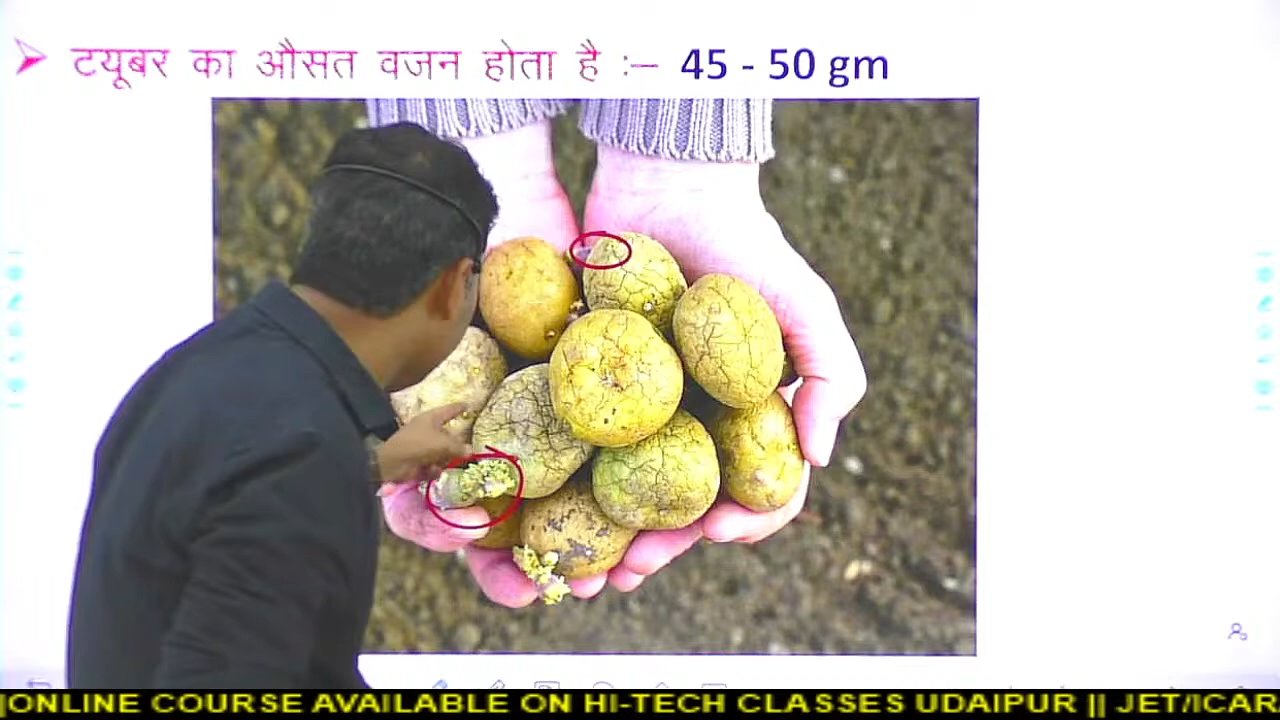 टयूबर का औसत वजन होता है :— 45 - 50 gm
|ONLINE COURSE AVAILABLE ON HI-TECH CLASSES UDAIPUR || JET/ICAR